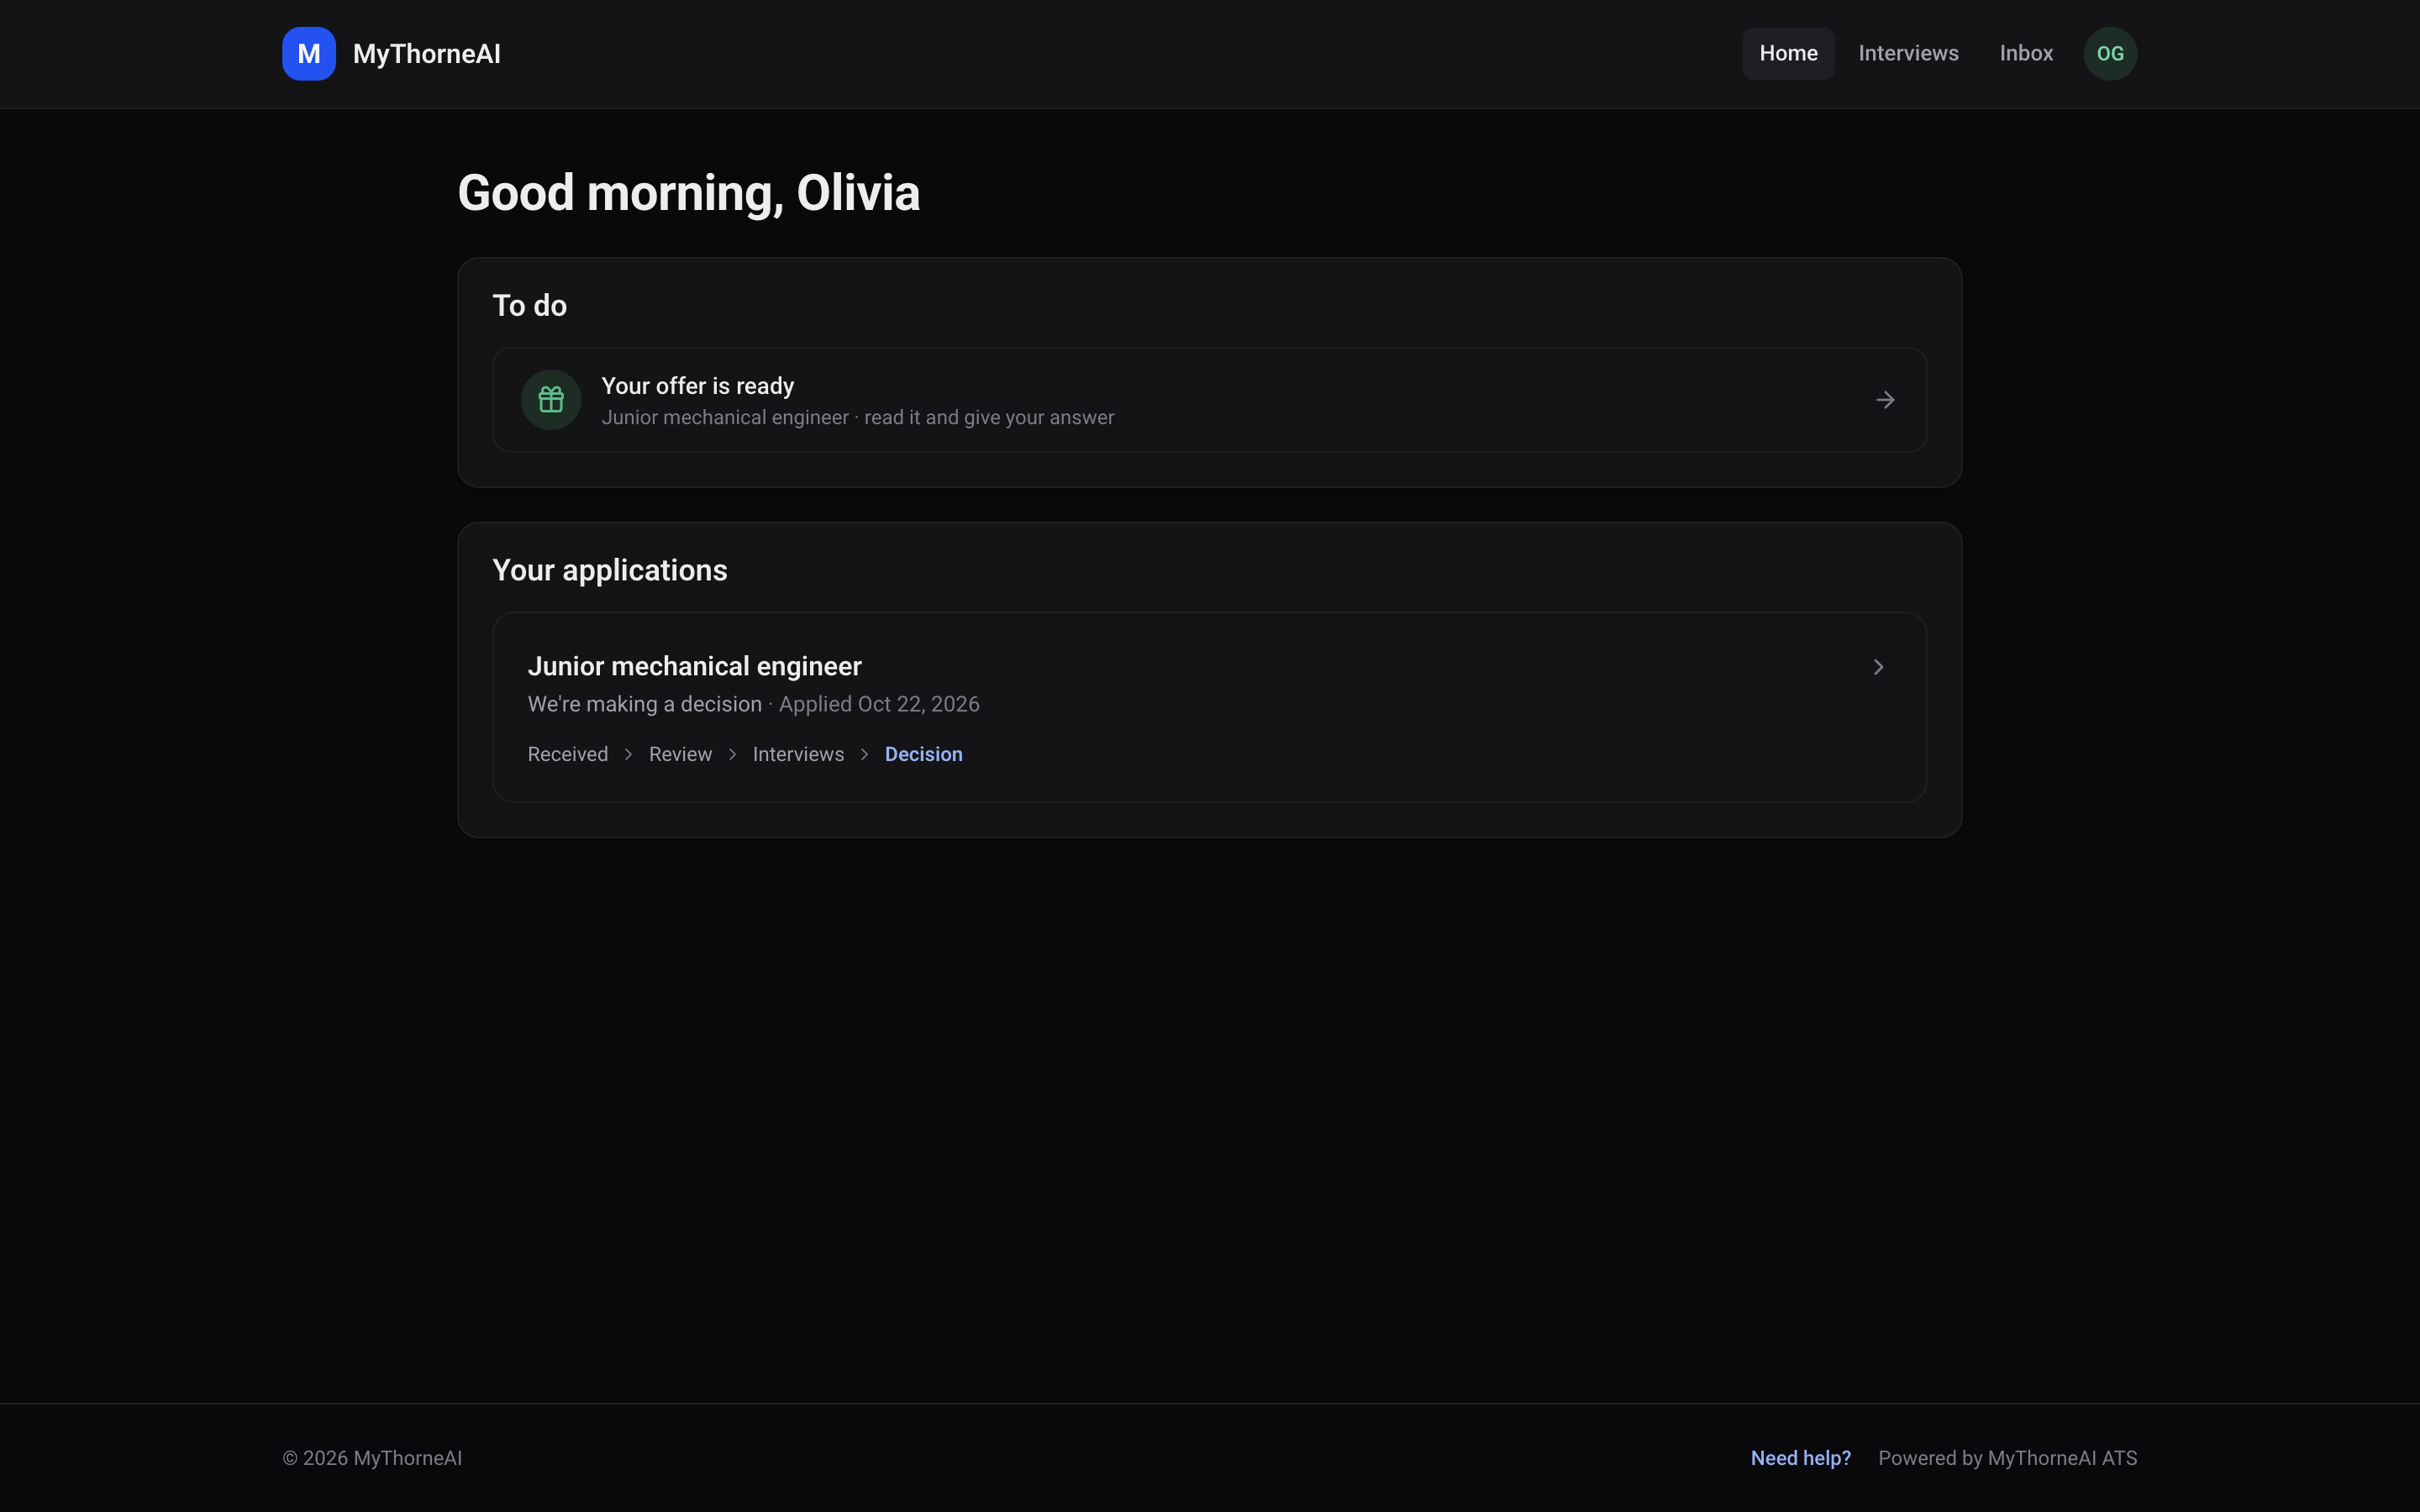 M MyThorneAI
Home Interviews Inbox OG
Good morning, Olivia
To do
Your offer is ready
Junior mechanical engineer · read it and give your answer
Your applications
Junior mechanical engineer
We're making a decision · Applied Oct 22, 2026
Received > Review > Interviews > Decision
© 2026 MyThorneAI
Need help? Powered by MyThorneAI ATS